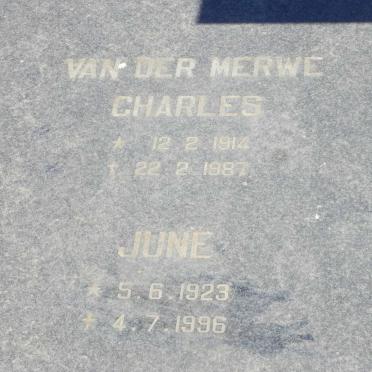 VAN DER MERWE
CHARLES
* 12 2 1914
† 22 2 1987
JUNE
* 5.6.1923
† 4.7.1996